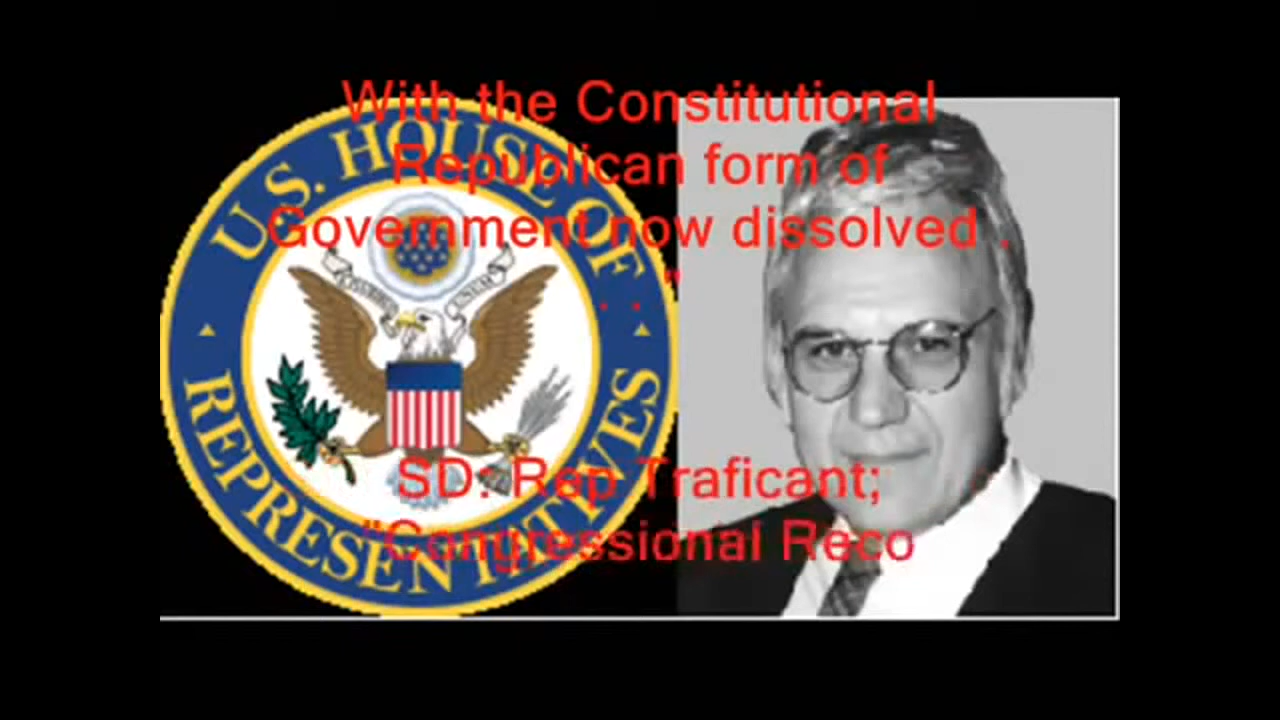 With the Constitutional
Republican form of
Government now dissolved .
. . "
SD: Rep Traficant;
"Congressional Reco
U.S. HOUSE OF
REPRESENTATIVES